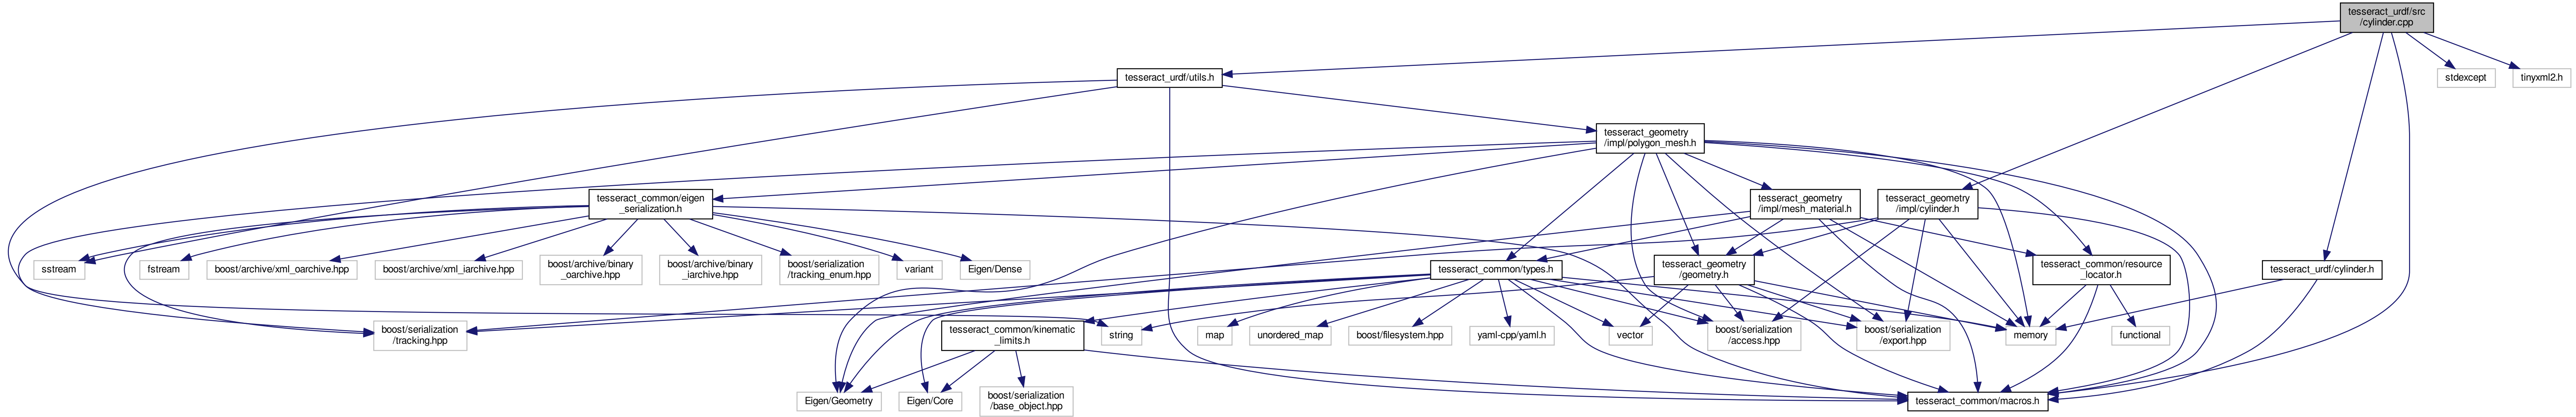 tesseract_urdf/src
/cylinder.cpp
tesseract_urdf/utils.h
stdexcept
tinyxml2.h
tesseract_geometry
/impl/polygon_mesh.h
tesseract_common/eigen
_serialization.h
tesseract_geometry
/impl/mesh_material.h
tesseract_geometry
/impl/cylinder.h
sstream
fstream
boost/archive/xml_oarchive.hpp
boost/archive/xml_iarchive.hpp
boost/archive/binary
_oarchive.hpp
boost/archive/binary
_iarchive.hpp
boost/serialization
/tracking_enum.hpp
variant
Eigen/Dense
tesseract_common/types.h
tesseract_geometry
/geometry.h
tesseract_common/resource
_locator.h
tesseract_urdf/cylinder.h
boost/serialization
/tracking.hpp
tesseract_common/kinematic
_limits.h
string
map
unordered_map
boost/filesystem.hpp
yaml-cpp/yaml.h
vector
boost/serialization
/access.hpp
boost/serialization
/export.hpp
memory
functional
Eigen/Geometry
Eigen/Core
boost/serialization
/base_object.hpp
tesseract_common/macros.h